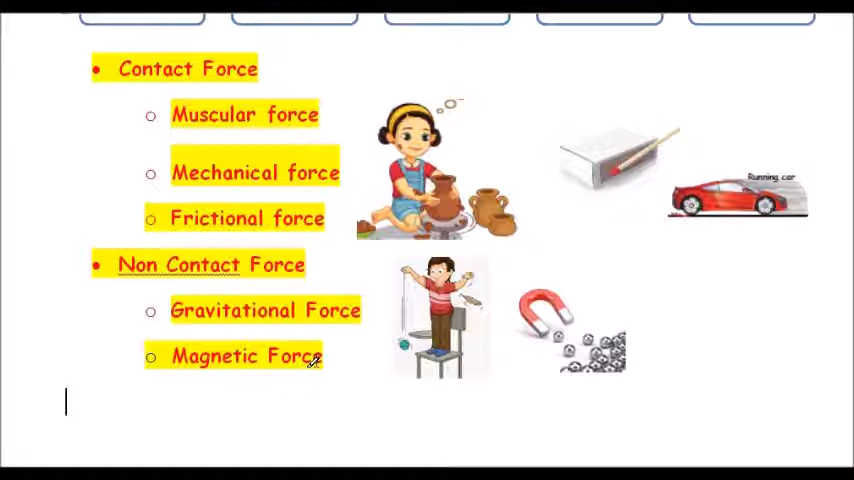 • Contact Force
o Muscular force
o Mechanical force
o Frictional force
Running car
• Non Contact Force
o Gravitational Force
o Magnetic Force